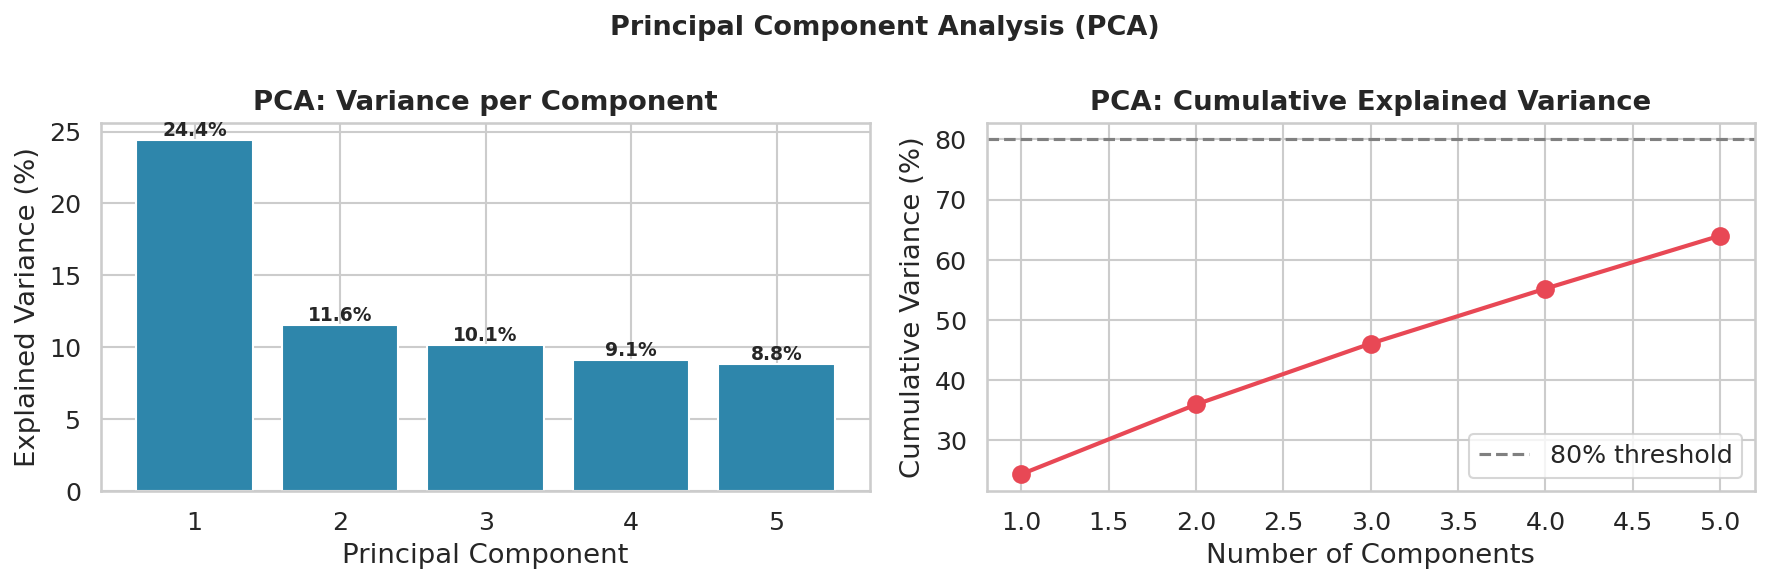 Principal Component Analysis (PCA)
PCA: Variance per Component
25
20
15
10
5
0
Explained Variance (%)
24.4%
11.6%
10.1%
9.1%
8.8%
1 2 3 4 5
Principal Component
PCA: Cumulative Explained Variance
80
70
60
50
40
30
Cumulative Variance (%)
80% threshold
1.0 1.5 2.0 2.5 3.0 3.5 4.0 4.5 5.0
Number of Components